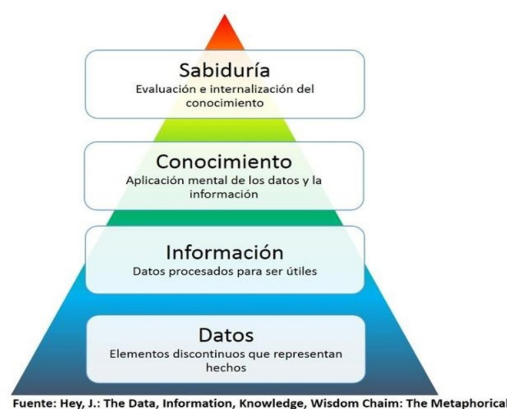 Sabiduría
Evaluación e internalización del
conocimiento
Conocimiento
Aplicación mental de los datos y la
información
Información
Datos procesados para ser útiles
Datos
Elementos discontinuos que representan
hechos
Fuente: Hey, J.: The Data, Information, Knowledge, Wisdom Chaim: The Metaphorical